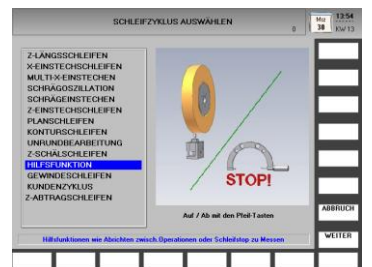 SCHLEIFZYKLUS AUSWÄHLEN
0
Mrz 13:54
30 KW 13
Z-LÄNGSSCHLEIFEN
X-EINSTECHSCHLEIFEN
MULTI-X-EINSTECHEN
SCHRÄGOSZILLATION
SCHRÄGEINSTECHEN
Z-EINSTECHSCHLEIFEN
PLANSCHLEIFEN
KONTURSCHLEIFEN
UNRUNDBEARBEITUNG
Z-SCHÄLSCHLEIFEN
HILFSFUNKTION
GEWINDESCHLEIFEN
KUNDENZYKLUS
Z-ABTRAGSCHLEIFEN
STOP!
Auf / Ab mit den Pfeil-Tasten
ABBRUCH
Hilfsfunktionen wie Abrichten zwisch.Operationen oder Schleifstop zu Messen
WEITER